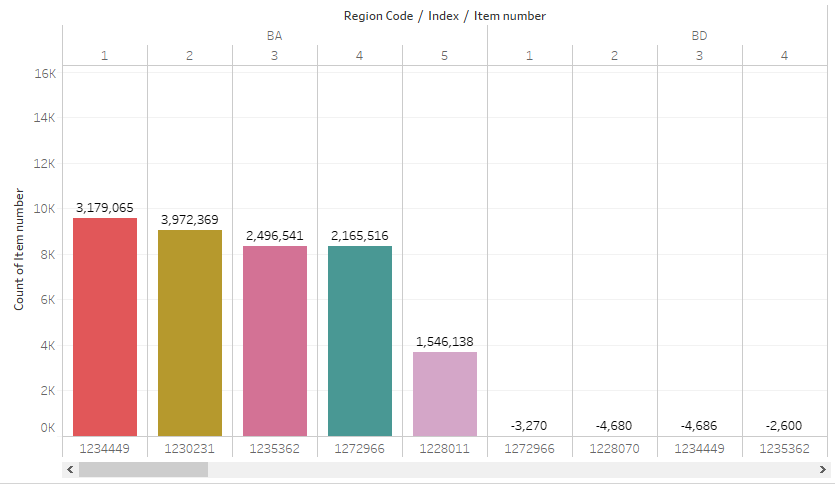 Region Code / Index / Item number
BA BD
1 2 3 4 5 1 2 3 4
Count of Item number
16K
14K
12K
10K
8K
6K
4K
2K
0K
3,179,065
3,972,369
2,496,541
2,165,516
1,546,138
-3,270
-4,680
-4,686
-2,600
1234449 1230231 1235362 1272966 1228011 1272966 1228070 1234449 1235362